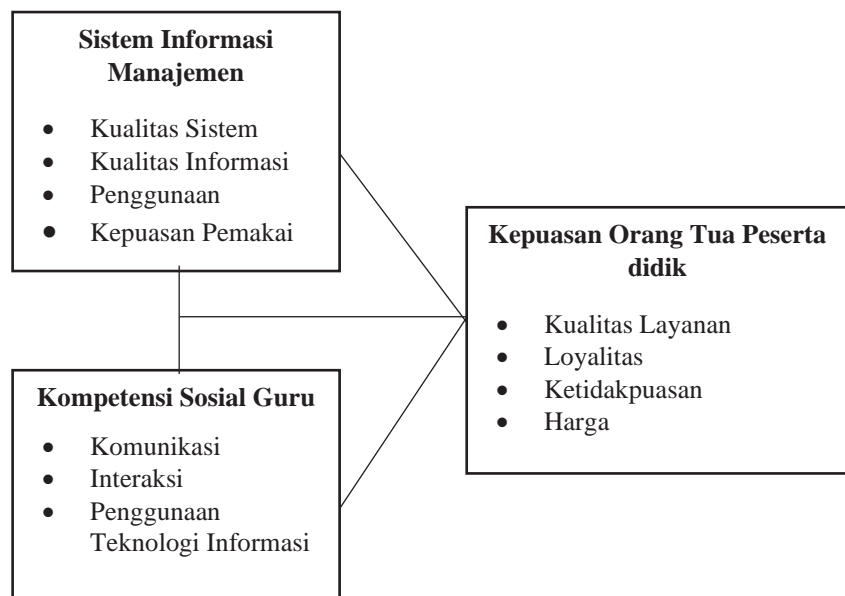 Sistem Informasi
Manajemen
• Kualitas Sistem
• Kualitas Informasi
• Penggunaan
• Kepuasan Pemakai
Kompetensi Sosial Guru
• Komunikasi
• Interaksi
• Penggunaan
Teknologi Informasi
Kepuasan Orang Tua Peserta
didik
• Kualitas Layanan
• Loyalitas
• Ketidakpuasan
• Harga